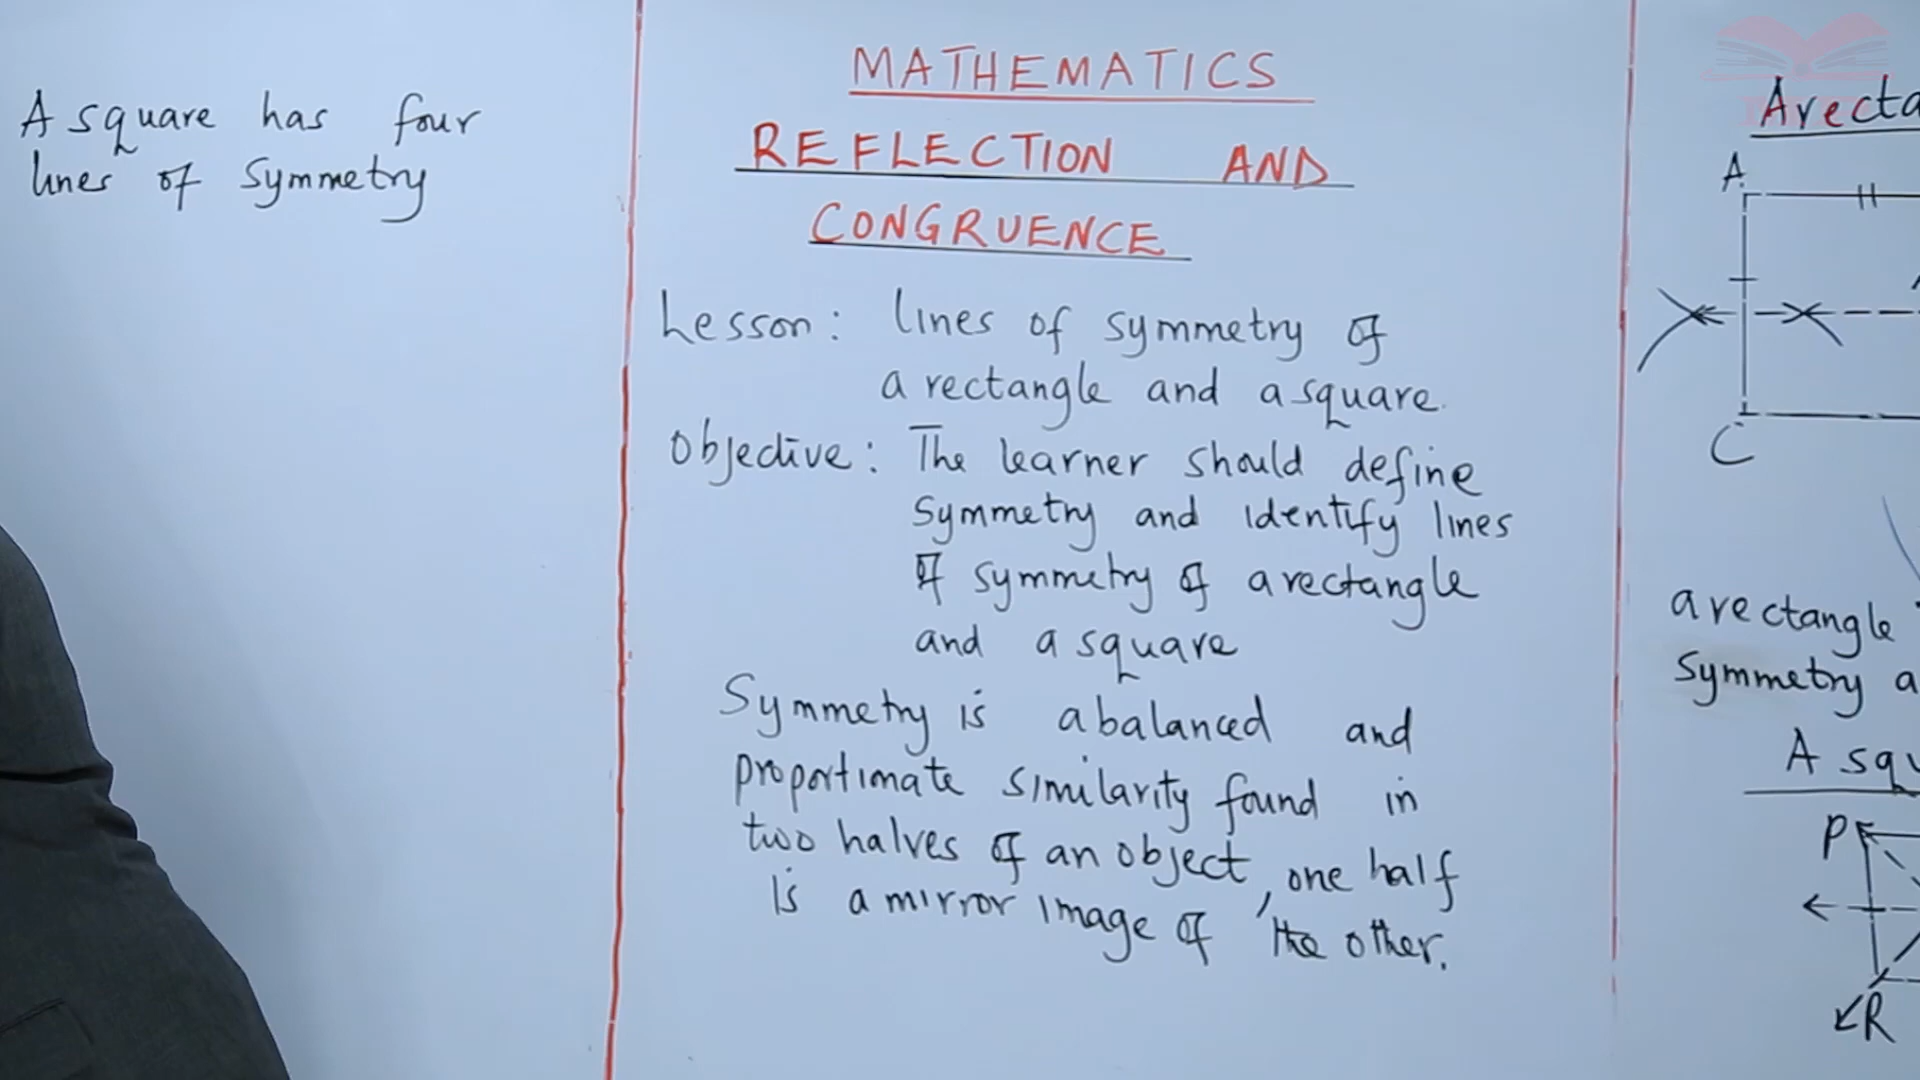 A square has four
lines of Symmetry
MATHEMATICS
REFLECTION AND
CONGRUENCE
Lesson: lines of symmetry of
a rectangle and a square.
Objective: The learner should define
Symmetry and identify lines
of symmetry of a rectangle
and a square
Symmetry is a balanced and
proportimate similarity found in
two halves of an object, one half
is a mirror image of the other.
A recta
A
C
a rectangle
Symmetry a
A squ
P
R